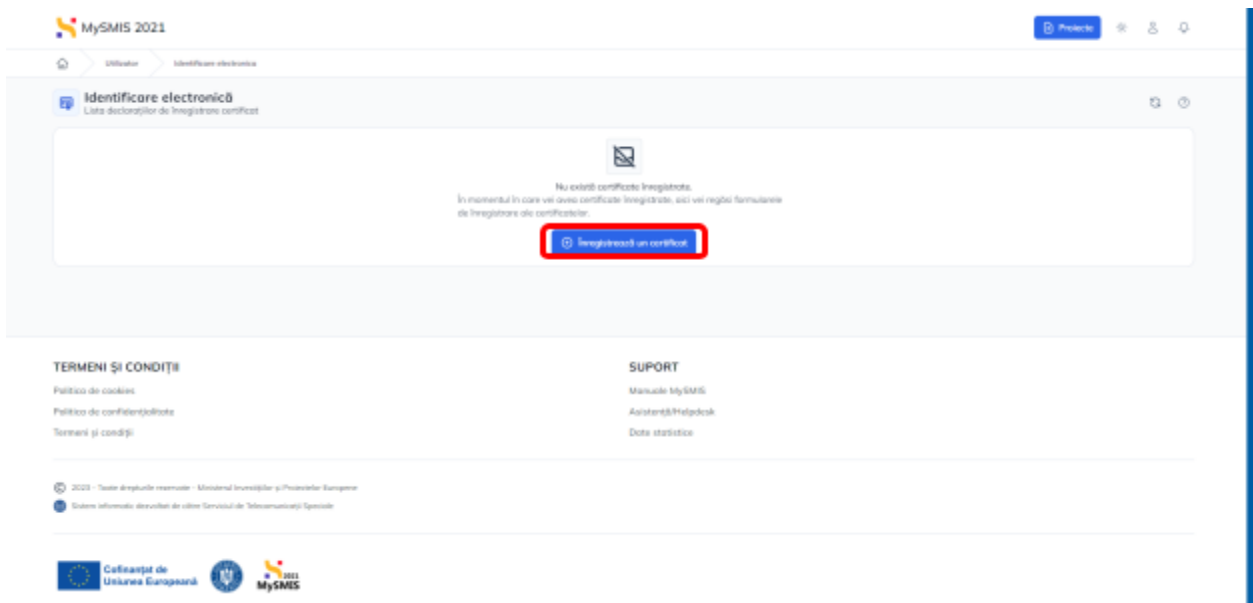 MySMIS 2021
Proiecte
Utilizator
Identificare electronica
Identificare electronică
Lista declarațiilor de înregistrare certificat
Nu există certificate înregistrate.
În momentul în care vei avea certificate înregistrate, aici vei regăsi formularele
de înregistrare ale certificatelor.
Înregistrează un certificat
TERMENI ȘI CONDIȚII
SUPORT
Politica de cookies
Manuale MySMIS
Politica de confidențialitate
Asistență/Helpdesk
Termeni și condiții
Date statistice
2023 - Toate drepturile rezervate - Ministerul Investițiilor și Proiectelor Europene
Sistem informatic dezvoltat de către Serviciul de Telecomunicații Speciale
Cofinanțat de
Uniunea Europeană
2021
MySMIS